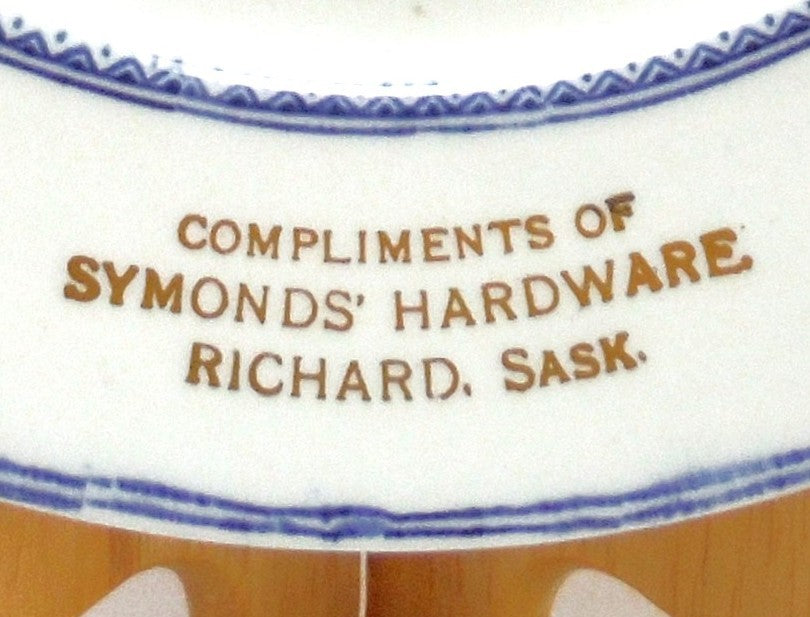 COMPLIMENTS OF
SYMONDS' HARDWARE
RICHARD, SASK.